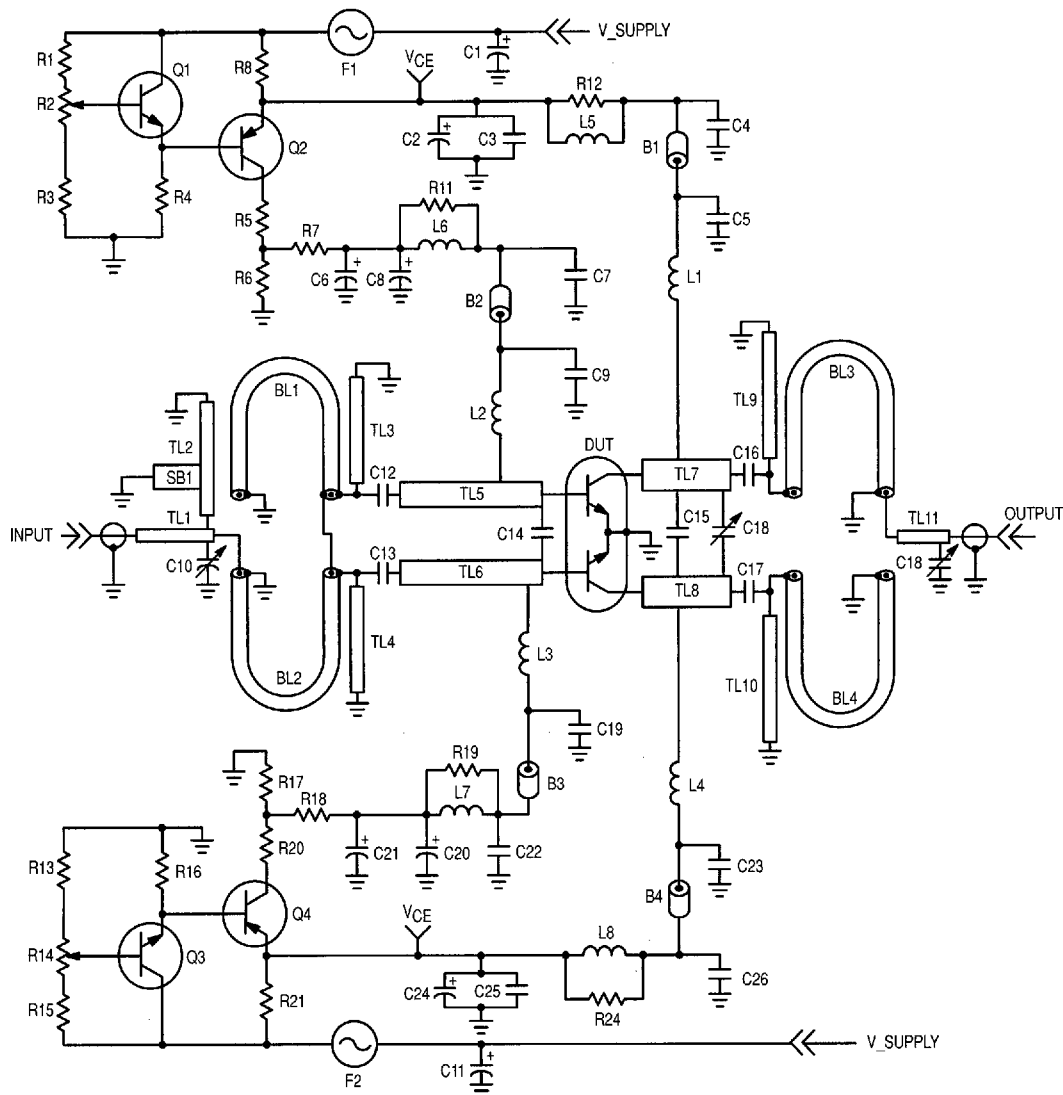 V_SUPPLY
C1 +
F1
R1
Q1
R8
VCE
R12
R2
C2 +
C3
L5
C4
Q2
B1
R3
R4
R11
R5
R7
L6
C5
R6
C6 +
C8 +
C7
L1
B2
C9
BL1
BL3
TL9
L2
TL3
TL2
DUT
SB1
C12
C16
TL5
TL7
TL1
INPUT
C14
C15
C18
TL11
OUTPUT
C10
C13
C18
TL6
C17
TL8
TL4
L3
BL2
TL10
BL4
C19
R19
B3
R17
L7
L4
R18
R20
C21 +
C20 +
C22
R13
R16
C23
B4
Q4
VCE
L8
R14
Q3
C24 +
C25
C26
R15
R21
R24
V_SUPPLY
F2
C11 +